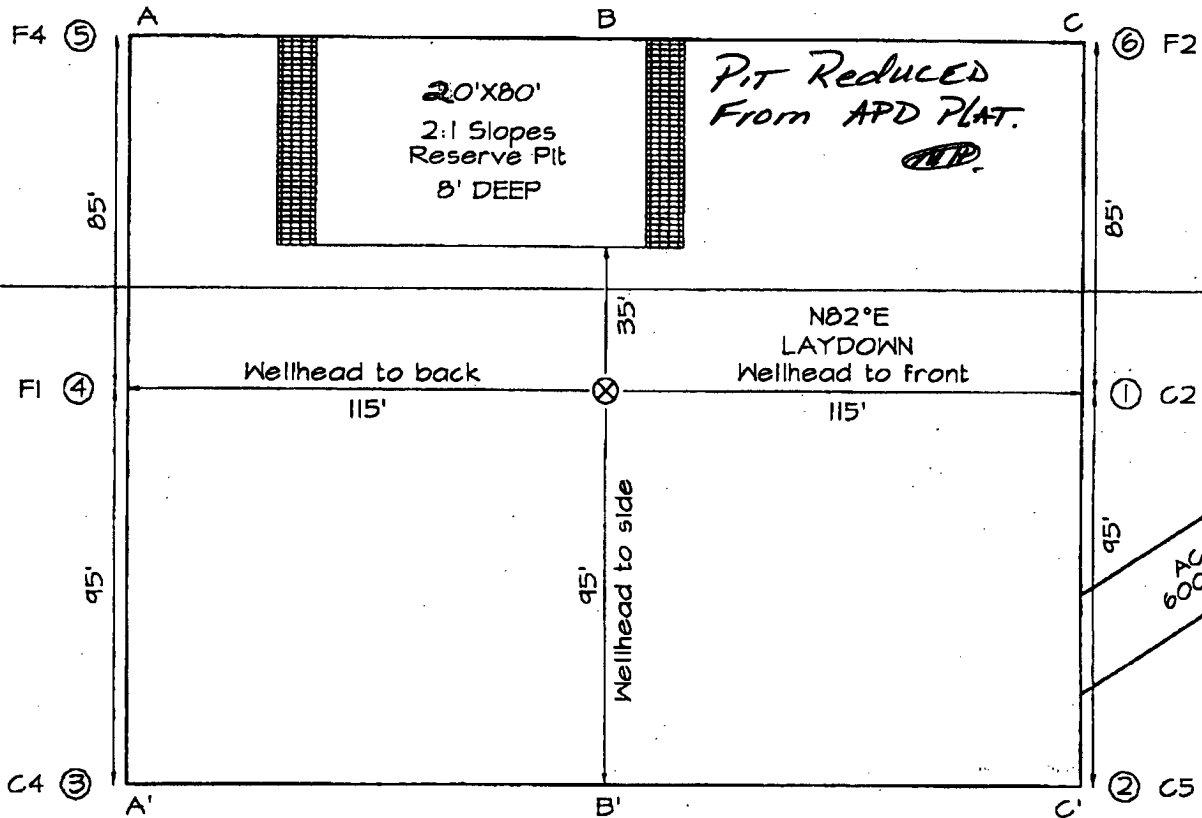 A B C
F4 ⑤ ⑥ F2
20'X80'
2:1 Slopes
Reserve Pit
8' DEEP
PIT REDUCED
From APD PLAT.
85' 85'
35'
N82°E
LAYDOWN
Wellhead to back Wellhead to front
F1 ④ 115' 115' ① C2
95' 95' Wellhead to side 95'
600
C4 ③ ② C5
A' B' C'